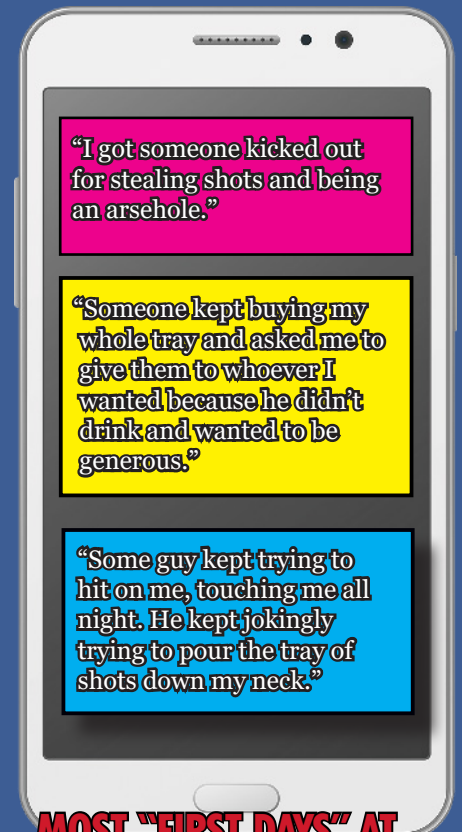 “I got someone kicked out
for stealing shots and being
an arsehole.”
“Someone kept buying my
whole tray and asked me to
give them to whoever I
wanted because he didn’t
drink and wanted to be
generous.”
“Some guy kept trying to
hit on me, touching me all
night. He kept jokingly
trying to pour the tray of
shots down my neck.”
MOST “FIRST DAYS” AT